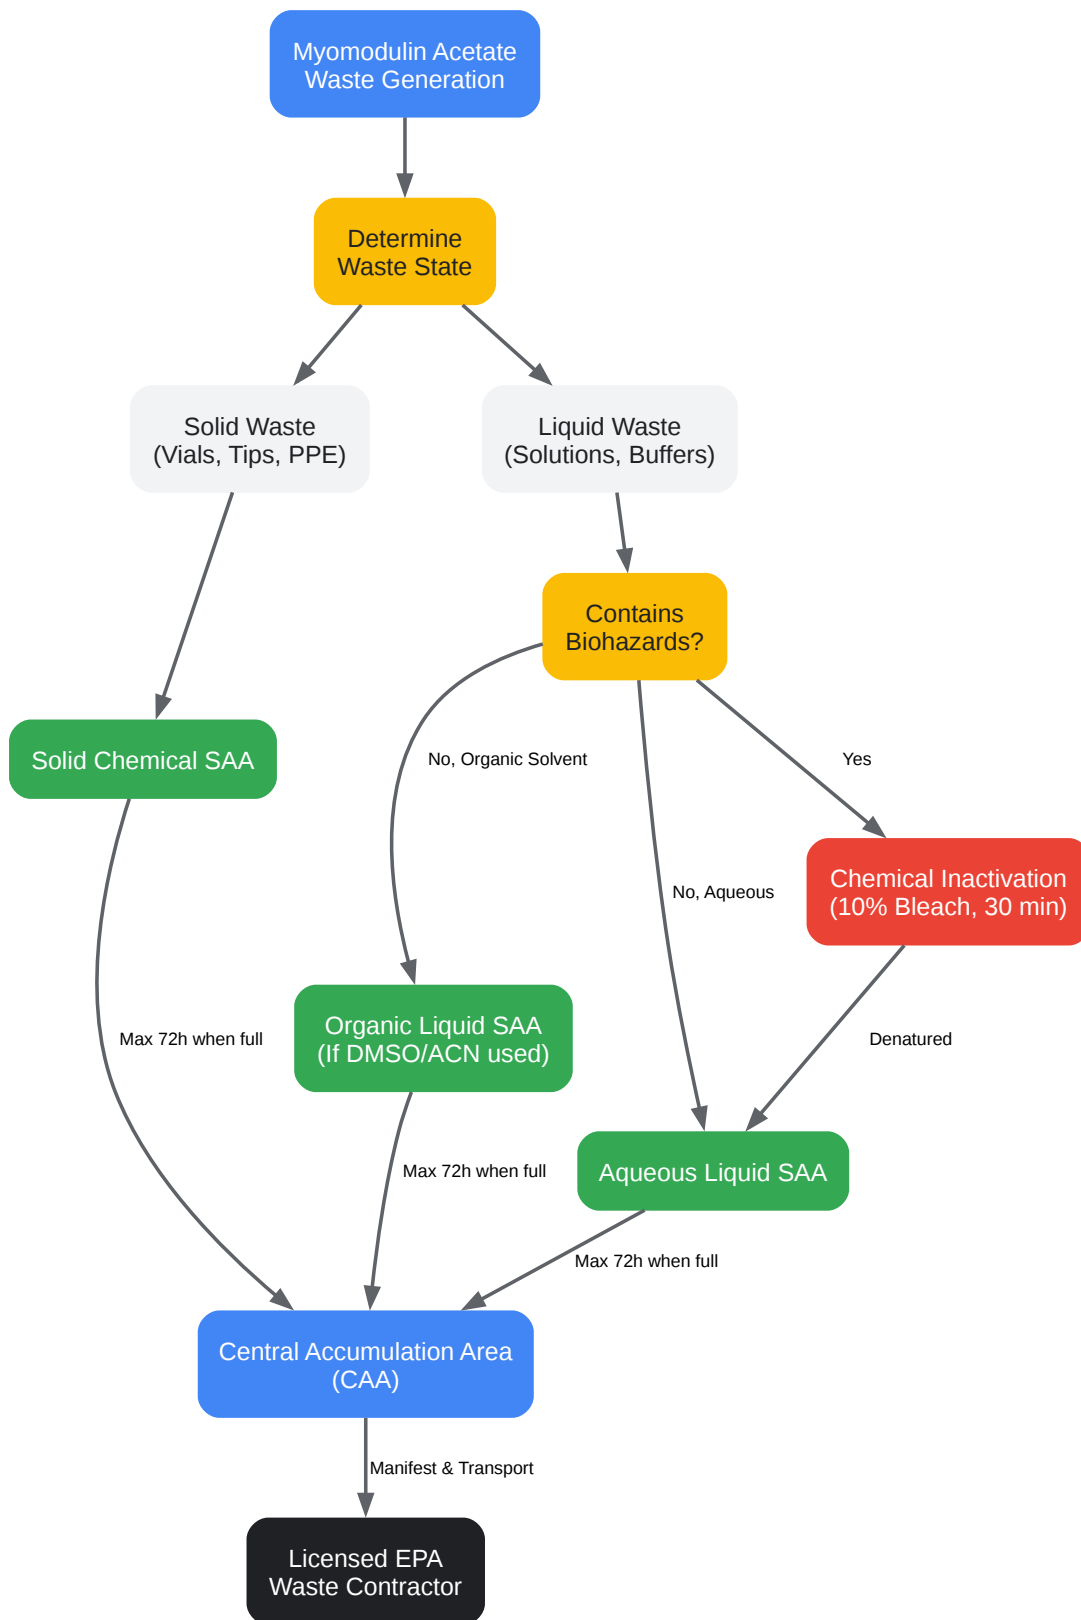 Myomodulin Acetate
Waste Generation
Determine
Waste State
Solid Waste
(Vials, Tips, PPE)
Liquid Waste
(Solutions, Buffers)
Contains
Biohazards?
Solid Chemical SAA
No, Organic Solvent
Yes
Chemical Inactivation
(10% Bleach, 30 min)
No, Aqueous
Organic Liquid SAA
(If DMSO/ACN used)
Max 72h when full
Denatured
Max 72h when full
Aqueous Liquid SAA
Max 72h when full
Central Accumulation Area
(CAA)
Manifest & Transport
Licensed EPA
Waste Contractor